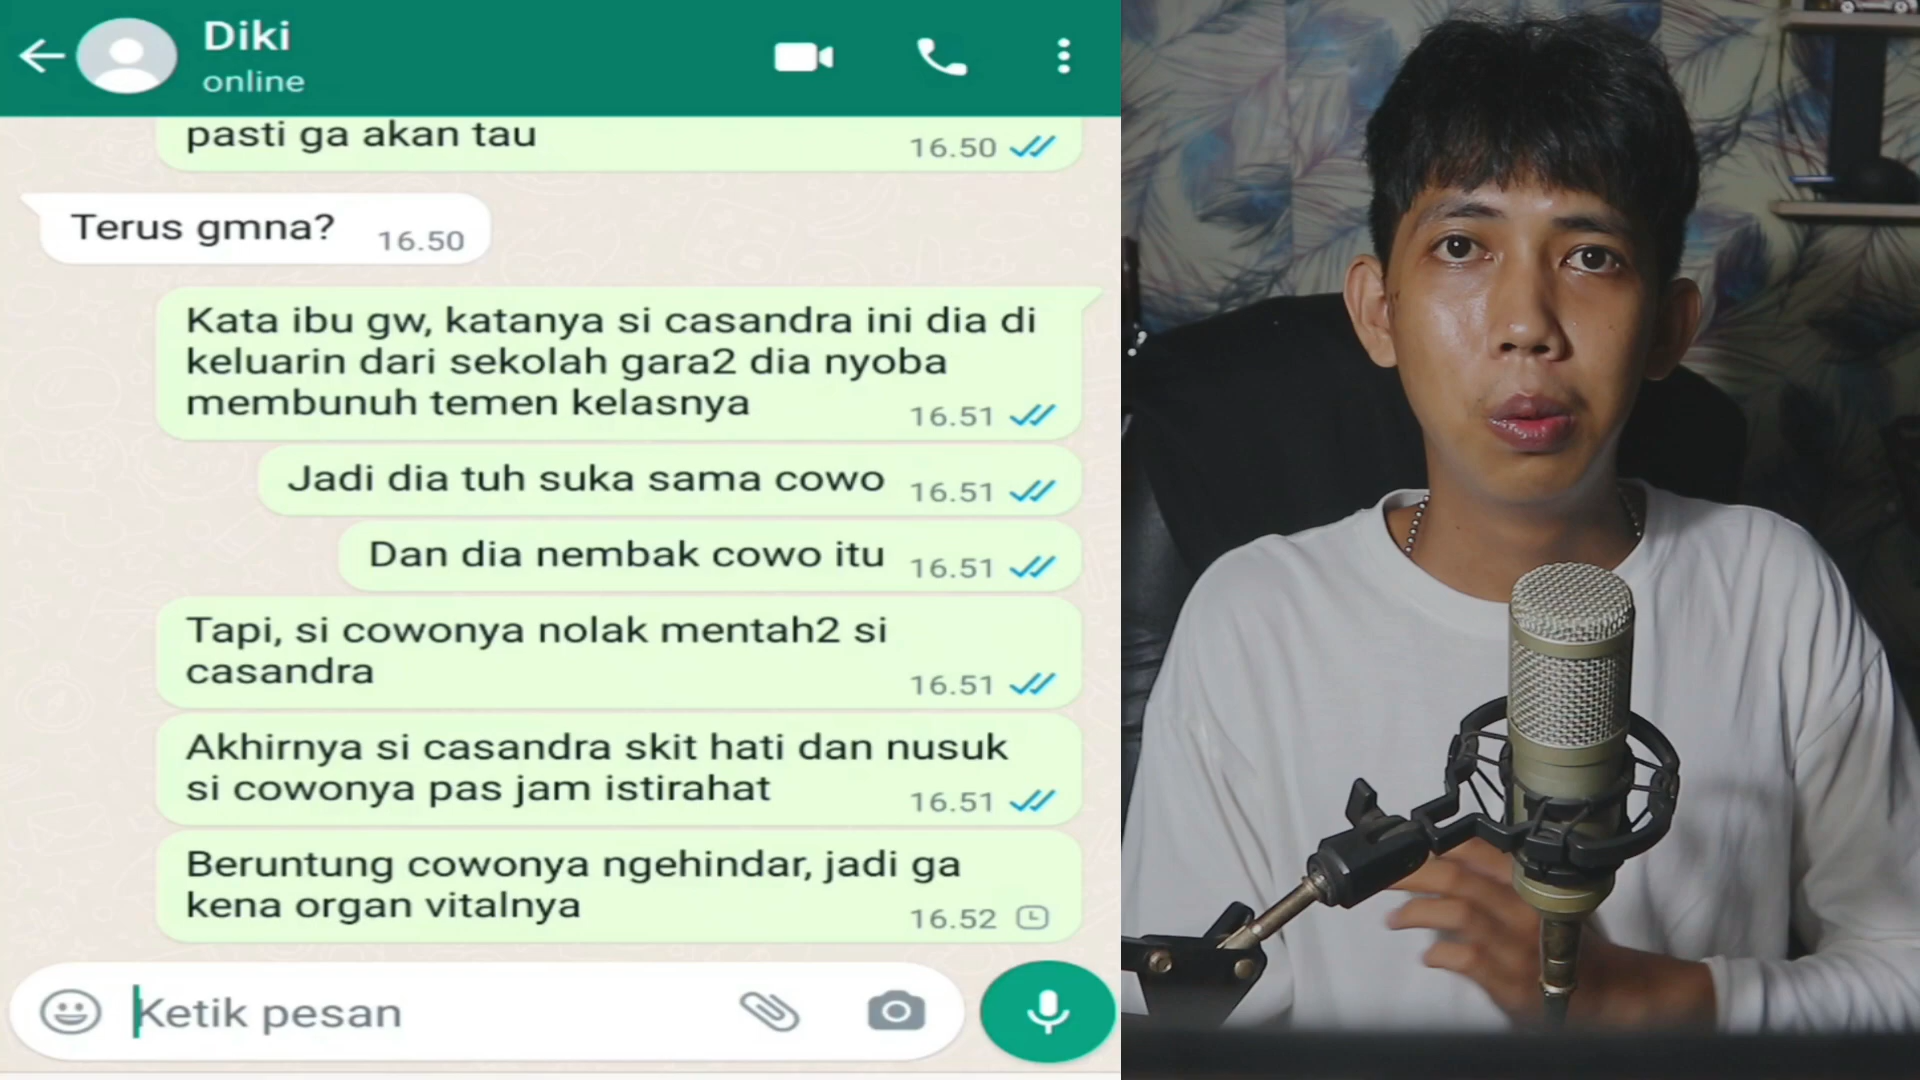 Diki
online
pasti ga akan tau
16.50
Terus gmna?
16.50
Kata ibu gw, katanya si casandra ini dia di
keluarin dari sekolah gara2 dia nyoba
membunuh temen kelasnya
16.51
Jadi dia tuh suka sama cowo
16.51
Dan dia nembak cowo itu
16.51
Tapi, si cowonya nolak mentah2 si
casandra
16.51
Akhirnya si casandra skit hati dan nusuk
si cowonya pas jam istirahat
16.51
Beruntung cowonya ngehindar, jadi ga
kena organ vitalnya
16.52
Ketik pesan